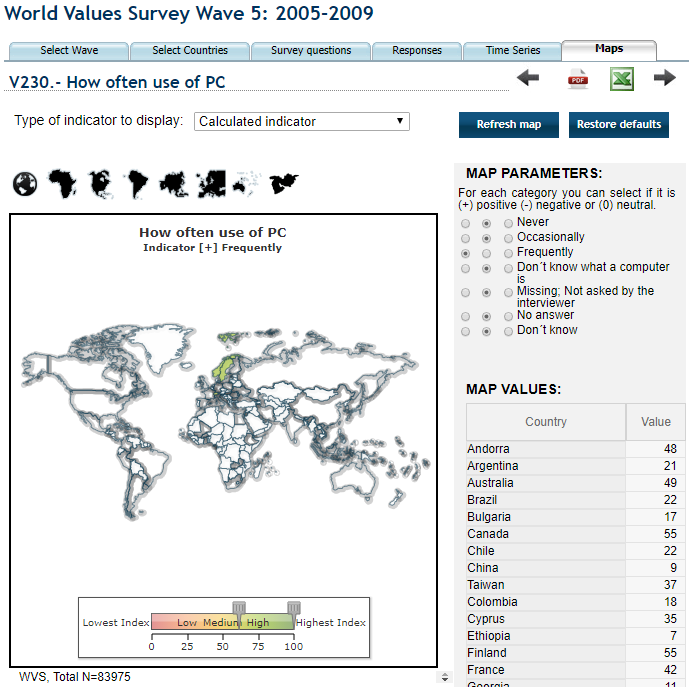 World Values Survey Wave 5: 2005-2009
Select Wave
Select Countries
Survey questions
Responses
Time Series
Maps
V230.- How often use of PC
PDF
Type of indicator to display:
Calculated indicator
Refresh map
Restore defaults
How often use of PC
Indicator [+] Frequently
Lowest Index
Low
Medium
High
Highest Index
0 25 50 75 100
WVS, Total N=83975
MAP PARAMETERS:
For each category you can select if it is
(+) positive (-) negative or (0) neutral.
Never
Occasionally
Frequently
Don´t know what a computer
is
Missing; Not asked by the
interviewer
No answer
Don´t know
MAP VALUES:
Country Value
Andorra 48
Argentina 21
Australia 49
Brazil 22
Bulgaria 17
Canada 55
Chile 22
China 9
Taiwan 37
Colombia 18
Cyprus 35
Ethiopia 7
Finland 55
France 42
Georgia 11